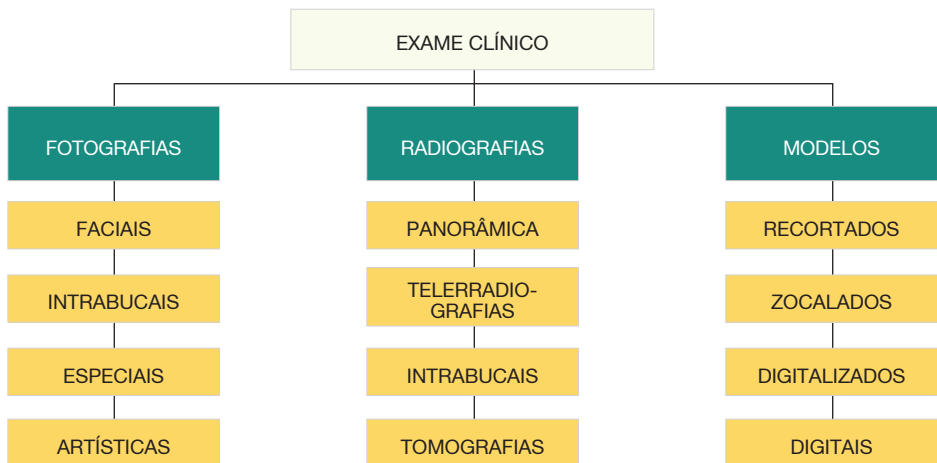 EXAME CLÍNICO
FOTOGRAFIAS
RADIOGRAFIAS
MODELOS
FACIAIS
PANORÂMICA
RECORTADOS
INTRABUCAIS
TELERRADIO-
GRAFIAS
ZOCALADOS
ESPECIAIS
INTRABUCAIS
DIGITALIZADOS
ARTÍSTICAS
TOMOGRAFIAS
DIGITAIS